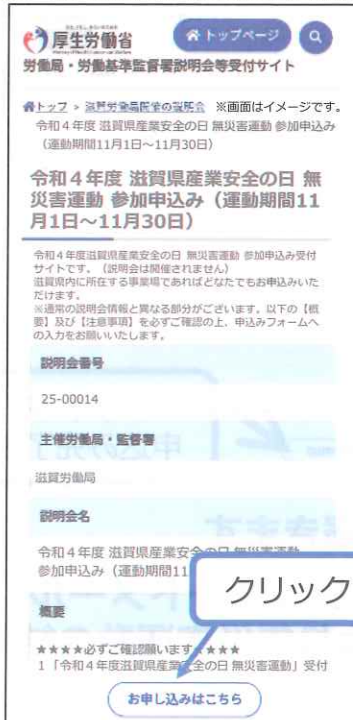 厚生労働省
トップページ
労働局・労働基準監督署説明会等受付サイト
トップ > 滋賀労働局開催の説明会 ※画面はイメージです。
令和4年度 滋賀県産業安全の日 無災害運動 参加申込み
（運動期間11月1日～11月30日）
令和4年度 滋賀県産業安全の日 無
災害運動 参加申込み（運動期間11
月1日～11月30日）
令和4年度滋賀県産業安全の日 無災害運動 参加申込み受付
サイトです。（説明会は開催されません）
滋賀県内に所在する事業場であればどなたでもお申込みいた
だけます。
※通常の説明会情報と異なる部分がございます。以下の【概
要】及び【注意事項】を必ずご確認の上、申込みフォームへ
の入力をお願いいたします。
説明会番号
25-00014
主催労働局・監督署
滋賀労働局
説明会名
令和4年度 滋賀県産業安全の日 無災害運動
参加申込み（運動期間11
クリック
概要
★★★★必ずご確認願います★★★★
1「令和4年度滋賀県産業安全の日 無災害運動」受付
お申し込みはこちら